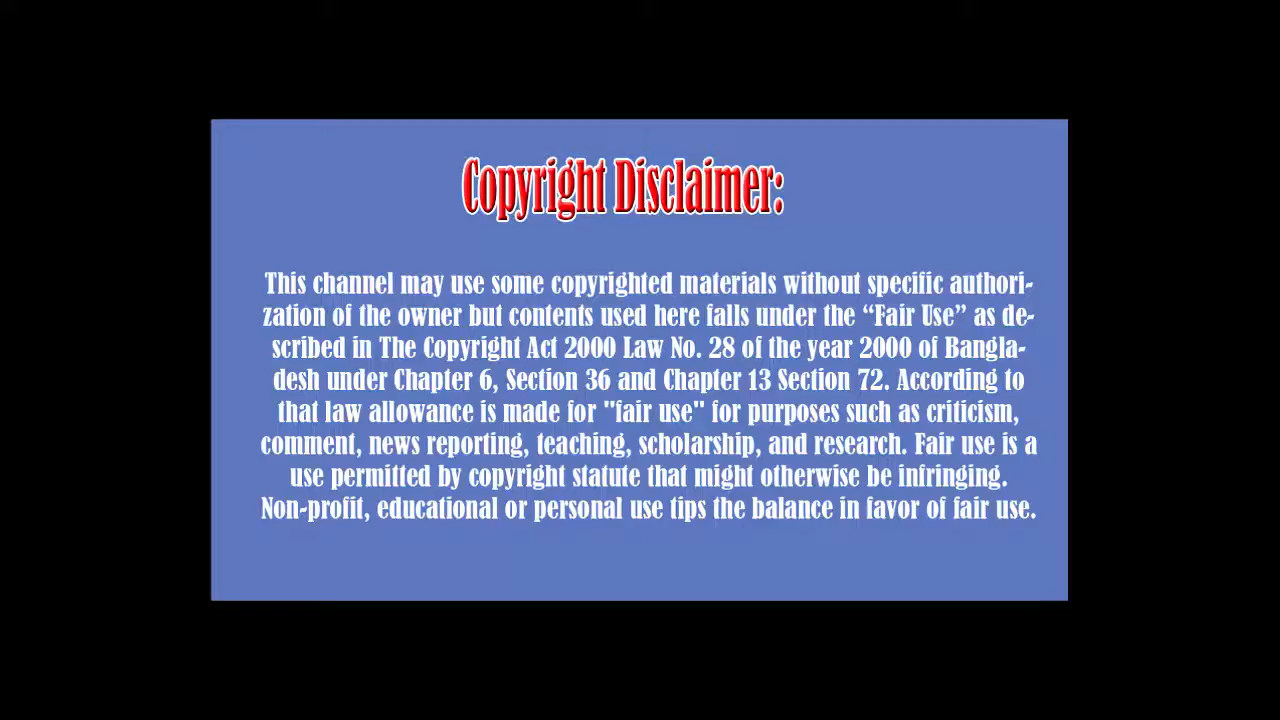 Copyright Disclaimer:
This channel may use some copyrighted materials without specific authori-
zation of the owner but contents used here falls under the “Fair Use” as de-
scribed in The Copyright Act 2000 Law No. 28 of the year 2000 of Bangla-
desh under Chapter 6, Section 36 and Chapter 13 Section 72. According to
that law allowance is made for "fair use" for purposes such as criticism,
comment, news reporting, teaching, scholarship, and research. Fair use is a
use permitted by copyright statute that might otherwise be infringing.
Non-profit, educational or personal use tips the balance in favor of fair use.